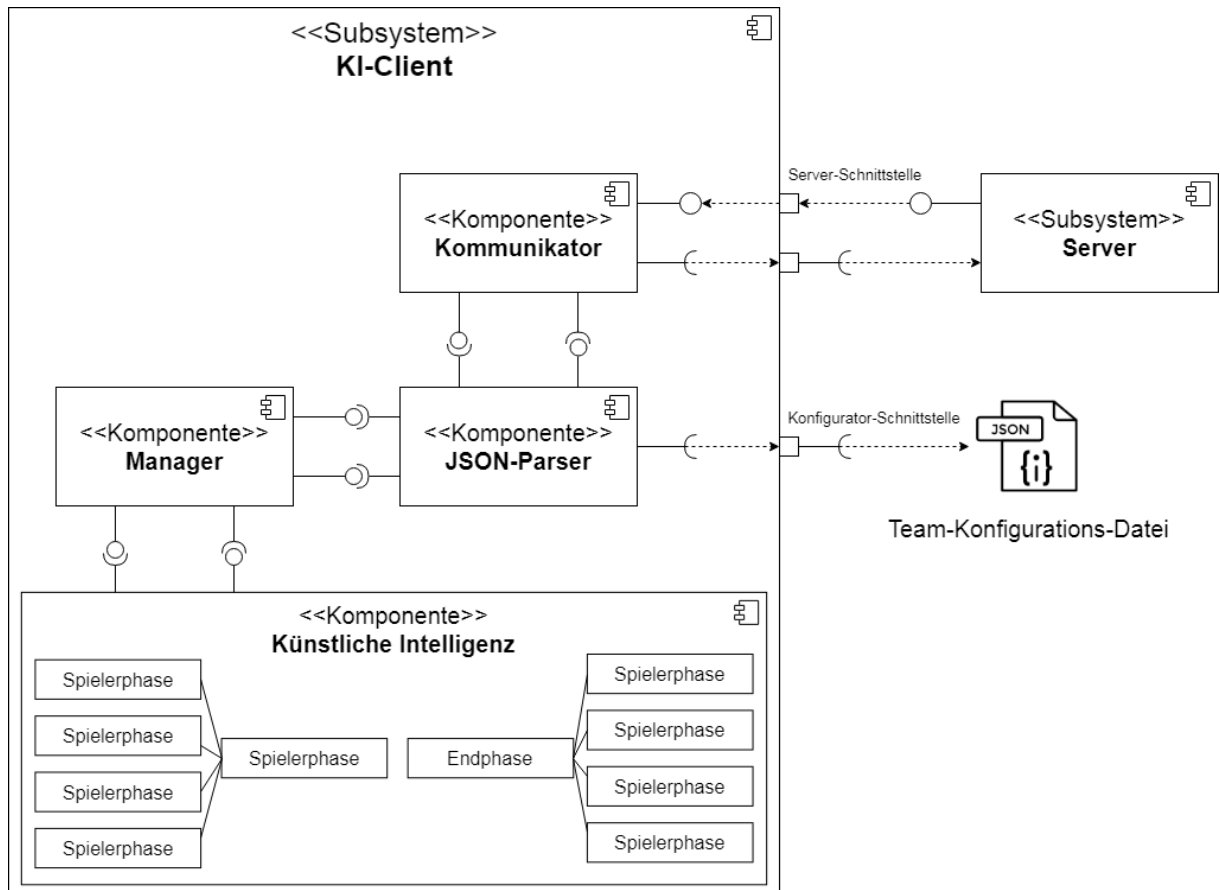 <<Subsystem>>
KI-Client
Server-Schnittstelle
<<Komponente>>
Kommunikator
<<Subsystem>>
Server
<<Komponente>>
Manager
<<Komponente>>
JSON-Parser
Konfigurator-Schnittstelle
JSON
{i}
Team-Konfigurations-Datei
<<Komponente>>
Künstliche Intelligenz
Spielerphase
Spielerphase
Spielerphase
Spielerphase
Spielerphase
Endphase
Spielerphase
Spielerphase
Spielerphase
Spielerphase